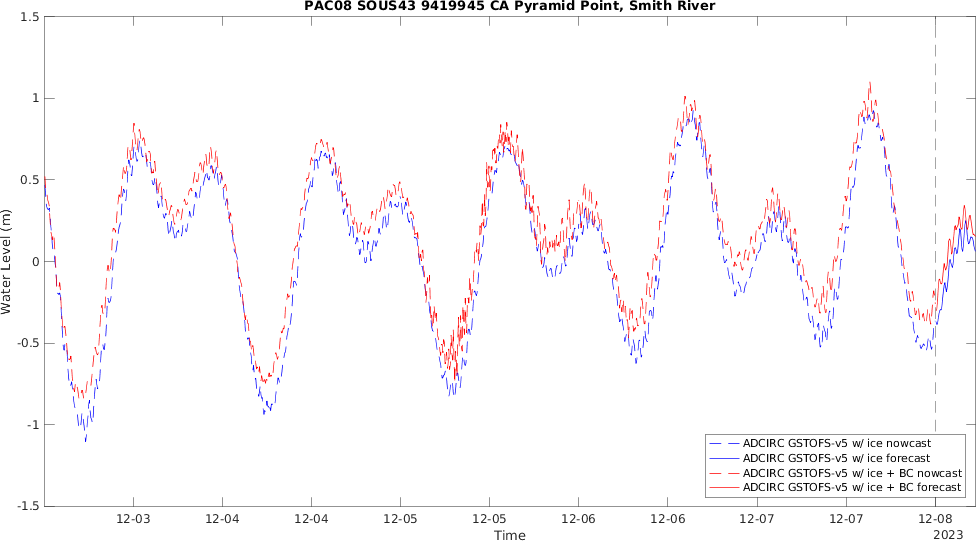 PAC08 SOUS43 9419945 CA Pyramid Point, Smith River
Water Level (m)
1.5
1
0.5
0
-0.5
-1
-1.5
ADCIRC GSTOFS-v5 w/ ice nowcast
ADCIRC GSTOFS-v5 w/ ice forecast
ADCIRC GSTOFS-v5 w/ ice + BC nowcast
ADCIRC GSTOFS-v5 w/ ice + BC forecast
12-03 12-04 12-04 12-05 12-05 12-06 12-06 12-07 12-07 12-08
Time
2023